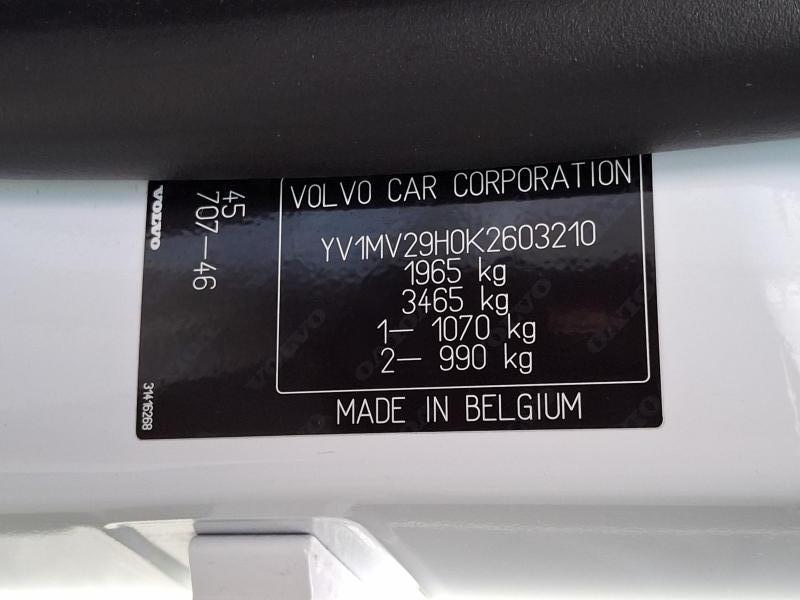 VOLVO
45
707-46
31416268
VOLVO CAR CORPORATION
YV1MV29H0K2603210
1965 kg
3465 kg
1- 1070 kg
2- 990 kg
MADE IN BELGIUM